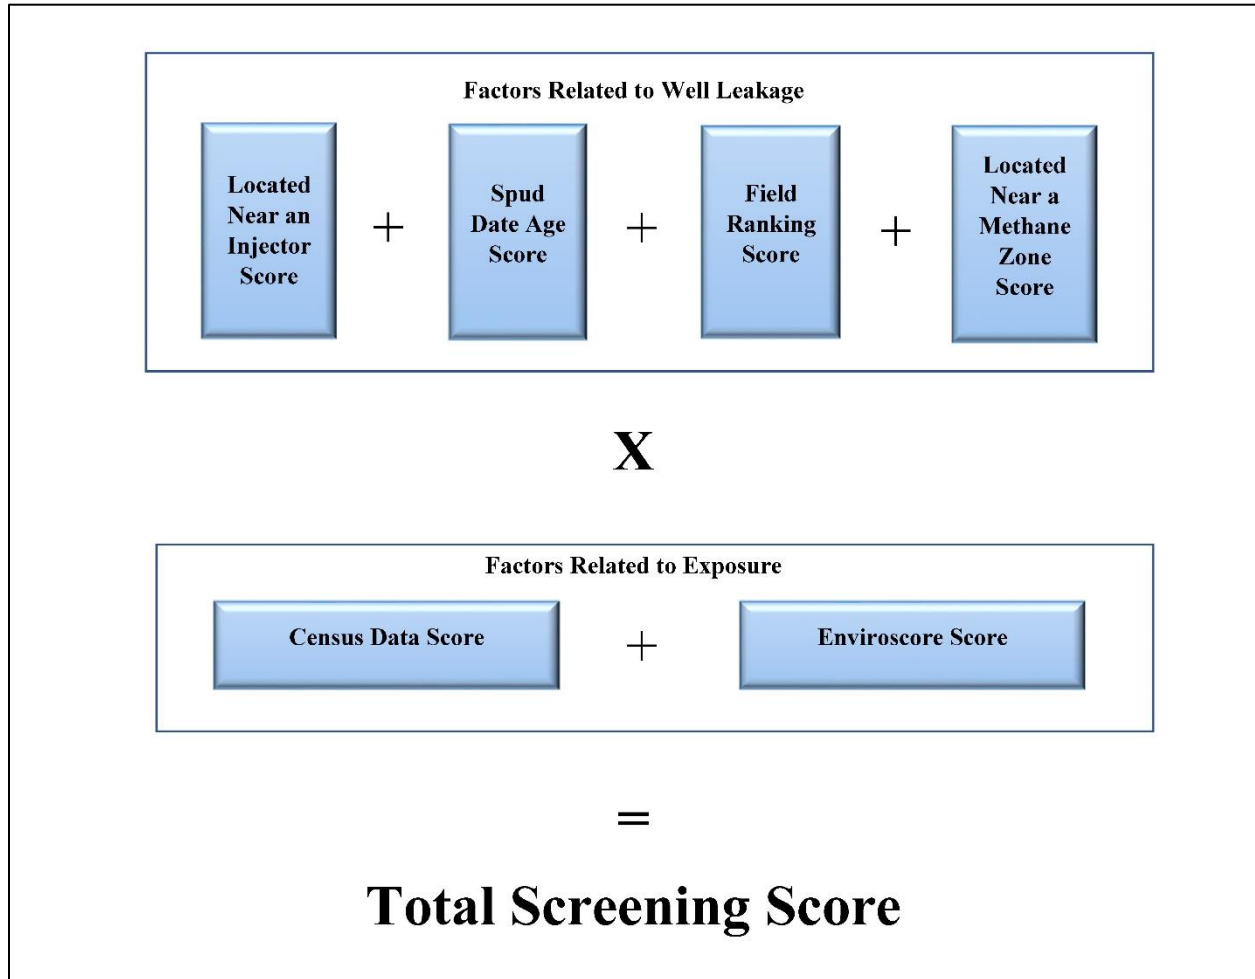 Factors Related to Well Leakage
Located
Near an
Injector
Score
+
Spud
Date Age
Score
+
Field
Ranking
Score
+
Located
Near a
Methane
Zone
Score
X
Factors Related to Exposure
Census Data Score
+
Enviroscore Score
=
Total Screening Score